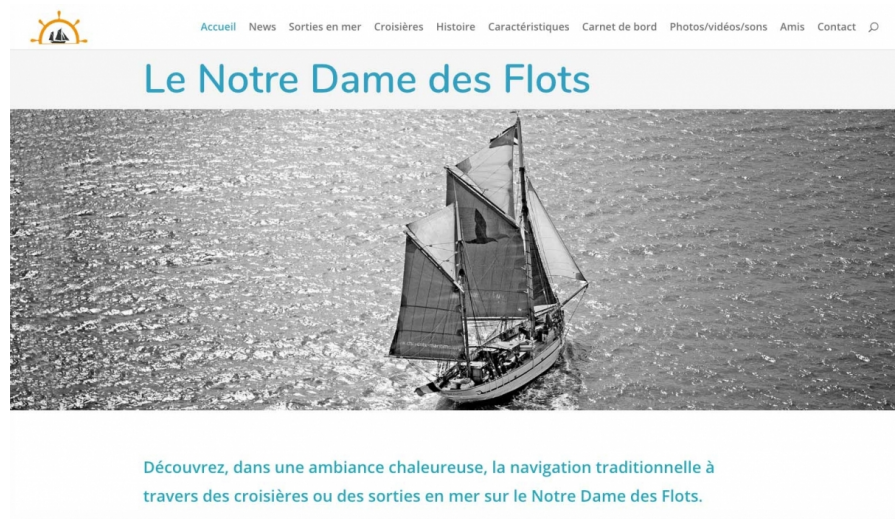 Accueil News Sorties en mer Croisières Histoire Caractéristiques Carnet de bord Photos/vidéos/sons Amis Contact
Le Notre Dame des Flots
Découvrez, dans une ambiance chaleureuse, la navigation traditionnelle à
travers des croisières ou des sorties en mer sur le Notre Dame des Flots.